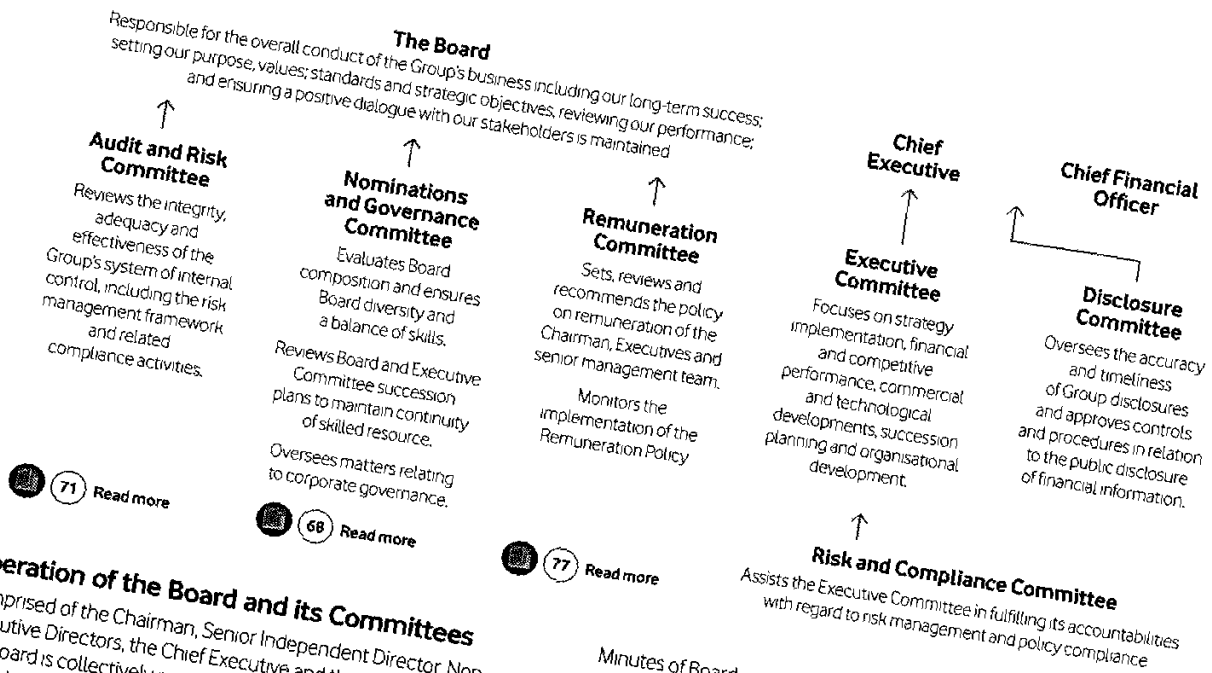 The Board
Responsible for the overall conduct of the Group's business including our long-term success;
setting our purpose, values; standards and strategic objectives, reviewing our performance;
and ensuring a positive dialogue with our stakeholders is maintained
Audit and Risk
Committee
Reviews the integrity,
adequacy and
effectiveness of the
Group's system of internal
control, including the risk
management framework
and related
compliance activities.
71 Read more
Nominations
and Governance
Committee
Evaluates Board
composition and ensures
Board diversity and
a balance of skills.
Reviews Board and Executive
Committee succession
plans to maintain continuity
of skilled resource.
Oversees matters relating
to corporate governance.
68 Read more
Remuneration
Committee
Sets, reviews and
recommends the policy
on remuneration of the
Chairman, Executives and
senior management team.
Monitors the
implementation of the
Remuneration Policy
77 Read more
Chief
Executive
Chief Financial
Officer
Executive
Committee
Focuses on strategy
implementation, financial
and competitive
performance, commercial
and technological
developments, succession
planning and organisational
development.
Disclosure
Committee
Oversees the accuracy
and timeliness
of Group disclosures
and approves controls
and procedures in relation
to the public disclosure
of financial information.
Risk and Compliance Committee
Assists the Executive Committee in fulfilling its accountabilities
with regard to risk management and policy compliance
peration of the Board and its Committees
mprised of the Chairman, Senior Independent Director, Non
utive Directors, the Chief Executive and
oard is collectively
Minutes of Board